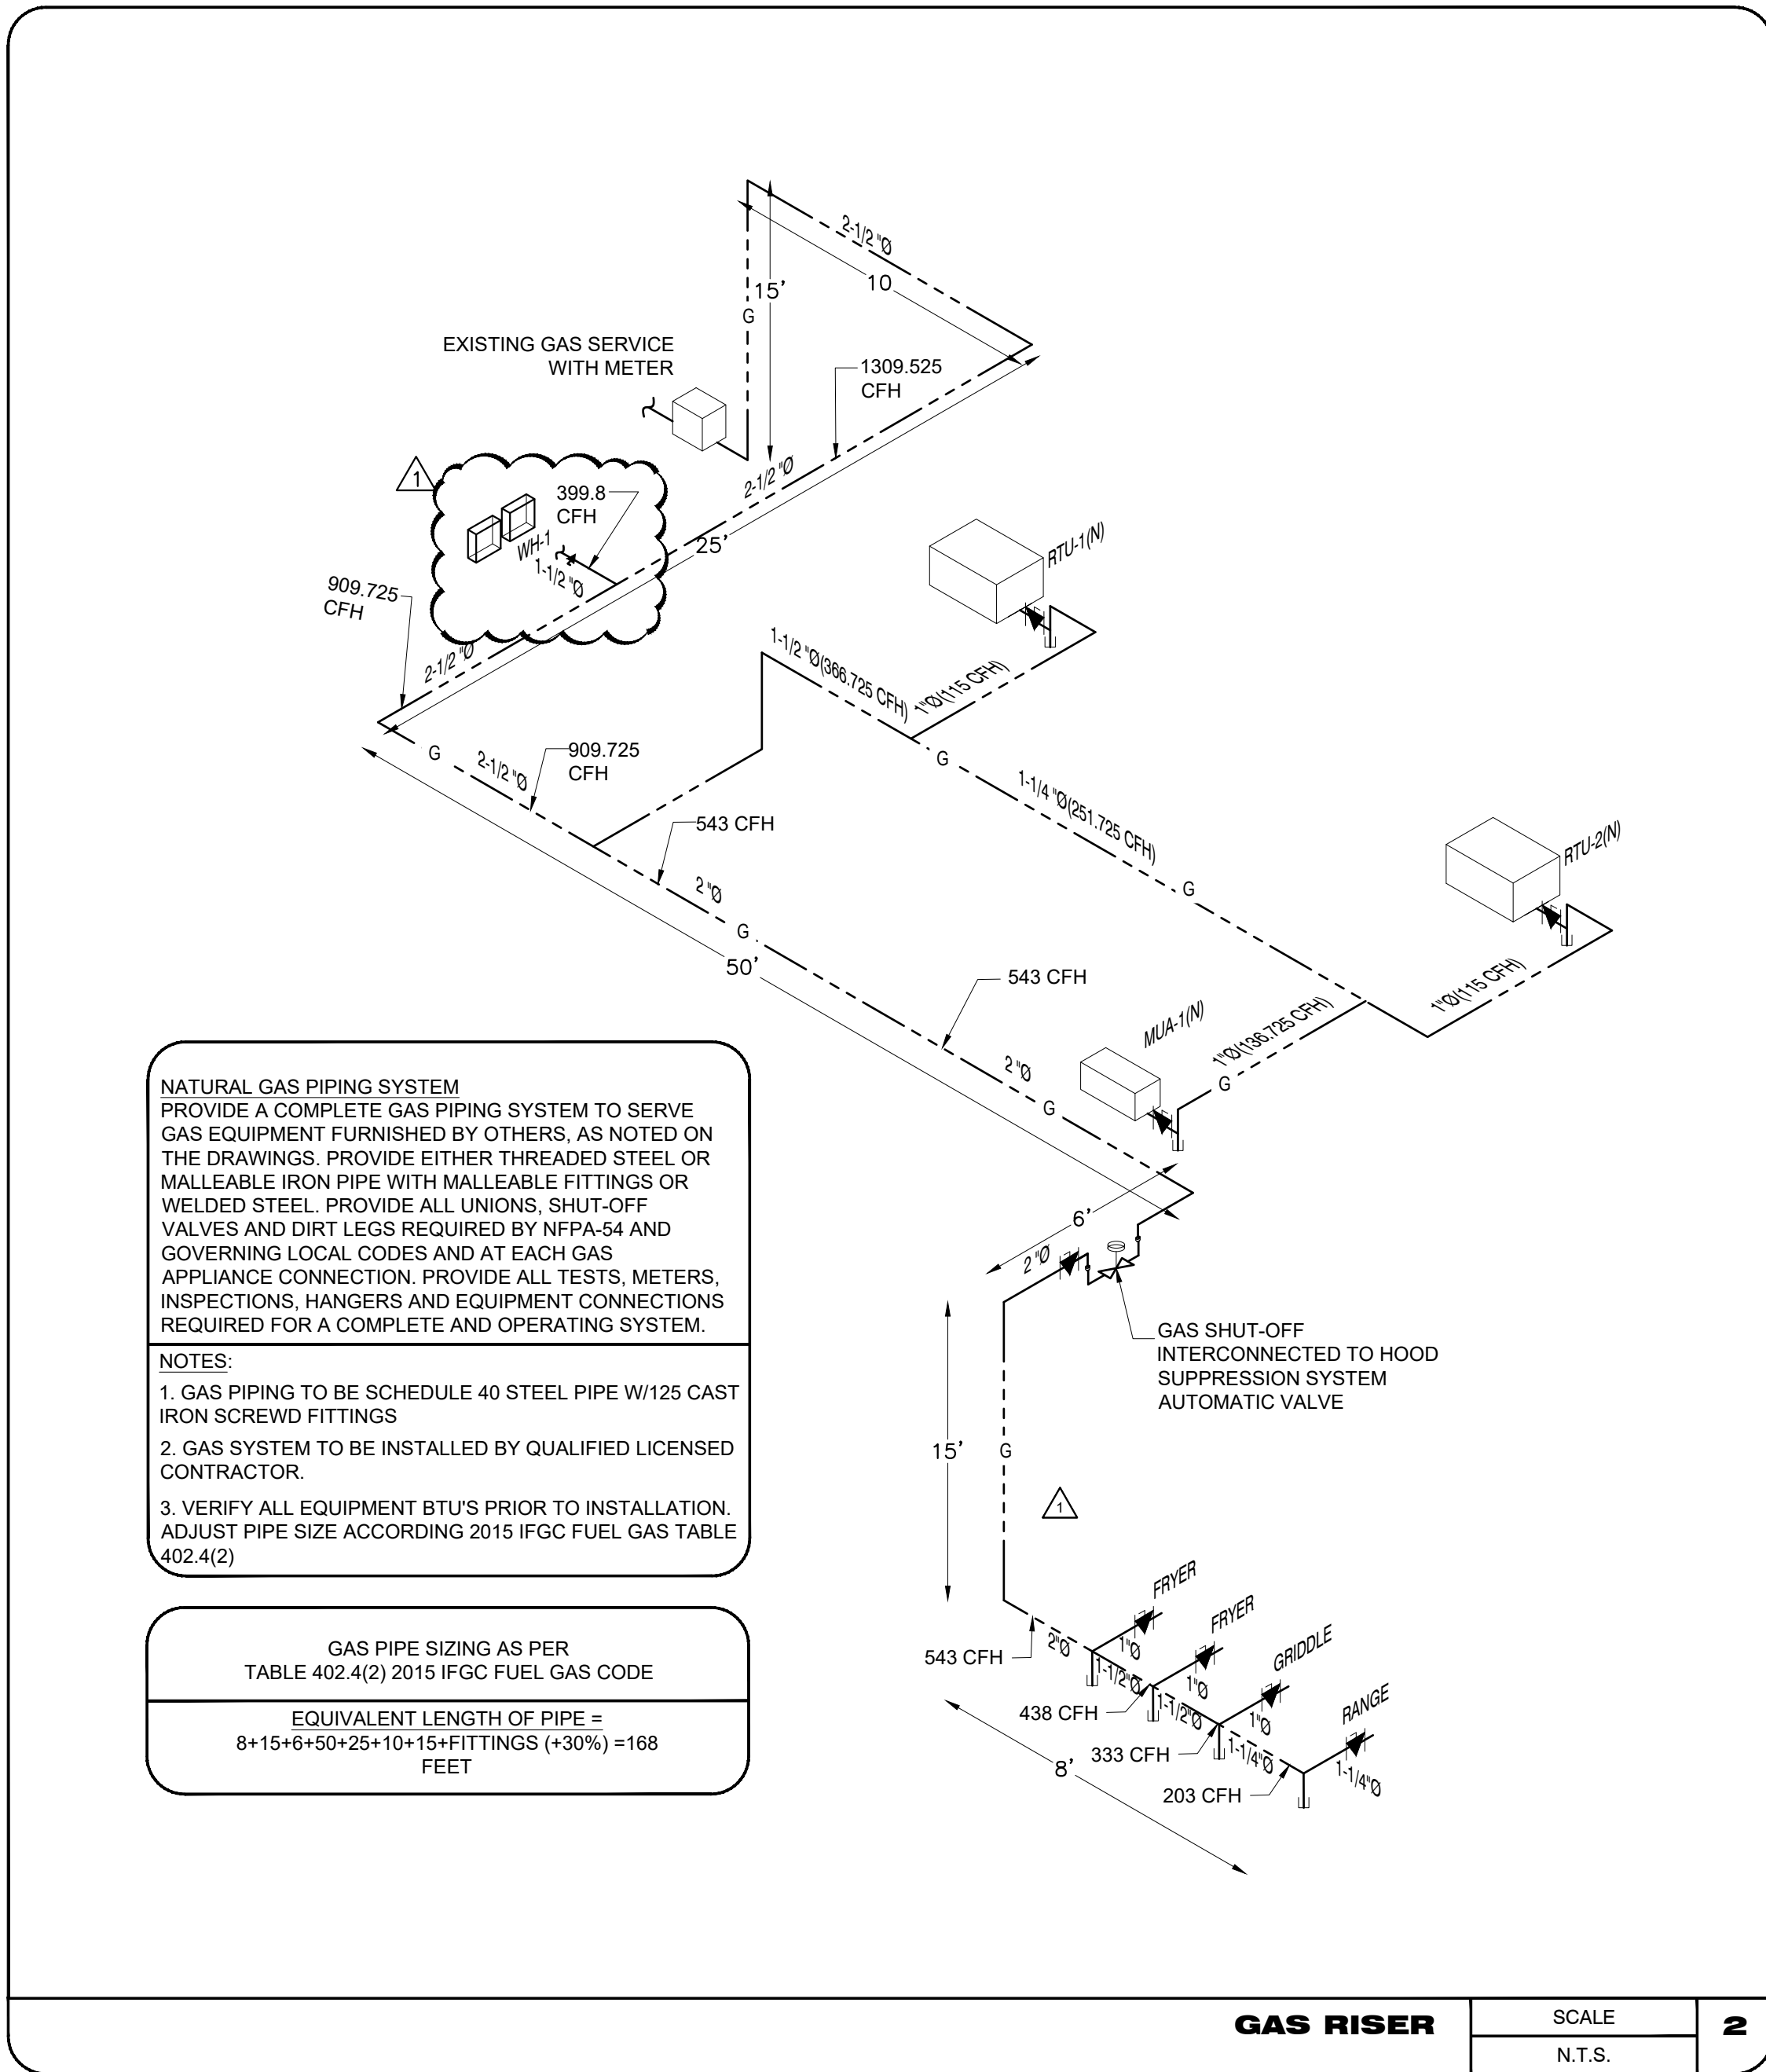 2-1/2 "Ø
10
15'
G
EXISTING GAS SERVICE
WITH METER
1309.525
CFH
2-1/2 "Ø
1
399.8
CFH
WH-1
1-1/2 "Ø
25'
909.725
CFH
2-1/2 "Ø
RTU-1(N)
1-1/2 "Ø(366.725 CFH)
1"Ø(115 CFH)
G
2-1/2 "Ø
909.725
CFH
G
1-1/4 "Ø(251.725 CFH)
543 CFH
2 "Ø
G
G
RTU-2(N)
50'
543 CFH
1"Ø(115 CFH)
MUA-1(N)
1"Ø(136.725 CFH)
G
2 "Ø
G
6'
2 "Ø
GAS SHUT-OFF
INTERCONNECTED TO HOOD
SUPPRESSION SYSTEM
AUTOMATIC VALVE
15'
G
1
FRYER
FRYER
GRIDDLE
RANGE
543 CFH
2"Ø
1"Ø
1-1/2"Ø
1"Ø
438 CFH
1-1/2"Ø
1"Ø
333 CFH
1-1/4"Ø
1-1/4"Ø
203 CFH
8'
NATURAL GAS PIPING SYSTEM
PROVIDE A COMPLETE GAS PIPING SYSTEM TO SERVE
GAS EQUIPMENT FURNISHED BY OTHERS, AS NOTED ON
THE DRAWINGS. PROVIDE EITHER THREADED STEEL OR
MALLEABLE IRON PIPE WITH MALLEABLE FITTINGS OR
WELDED STEEL. PROVIDE ALL UNIONS, SHUT-OFF
VALVES AND DIRT LEGS REQUIRED BY NFPA-54 AND
GOVERNING LOCAL CODES AND AT EACH GAS
APPLIANCE CONNECTION. PROVIDE ALL TESTS, METERS,
INSPECTIONS, HANGERS AND EQUIPMENT CONNECTIONS
REQUIRED FOR A COMPLETE AND OPERATING SYSTEM.
NOTES:
1. GAS PIPING TO BE SCHEDULE 40 STEEL PIPE W/125 CAST
IRON SCREWD FITTINGS
2. GAS SYSTEM TO BE INSTALLED BY QUALIFIED LICENSED
CONTRACTOR.
3. VERIFY ALL EQUIPMENT BTU'S PRIOR TO INSTALLATION.
ADJUST PIPE SIZE ACCORDING 2015 IFGC FUEL GAS TABLE
402.4(2)
GAS PIPE SIZING AS PER
TABLE 402.4(2) 2015 IFGC FUEL GAS CODE
EQUIVALENT LENGTH OF PIPE =
8+15+6+50+25+10+15+FITTINGS (+30%) =168
FEET
GAS RISER
SCALE
N.T.S.
2